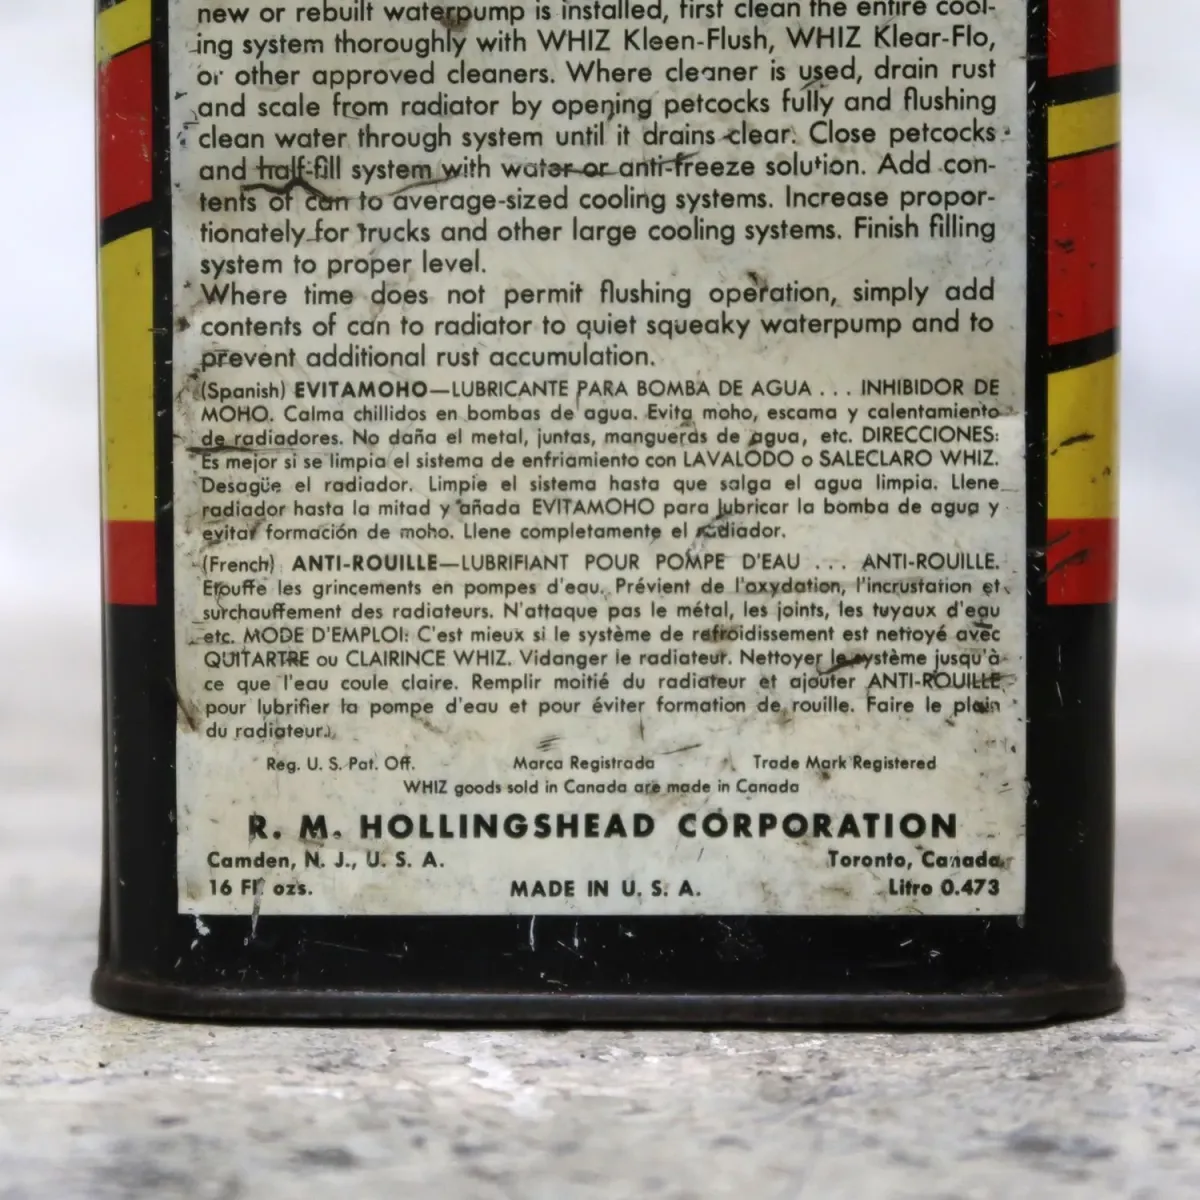 new or rebuilt waterpump is installed, first clean the entire cool-
ing system thoroughly with WHIZ Kleen-Flush, WHIZ Klear-Flo,
or other approved cleaners. Where cleaner is used, drain rust
and scale from radiator by opening petcocks fully and flushing
clean water through system until it drains clear. Close petcocks
and half-fill system with water or anti-freeze solution. Add con-
tents of can to average-sized cooling systems. Increase propor-
tionately for trucks and other large cooling systems. Finish filling
system to proper level.
Where time does not permit flushing operation, simply add
contents of can to radiator to quiet squeaky waterpump and to
prevent additional rust accumulation.
(Spanish) EVITAMOHO—LUBRICANTE PARA BOMBA DE AGUA . . . INHIBIDOR DE
MOHO. Calma chillidos en bombas de agua. Evita moho, escama y calentamiento
de radiadores. No daña el metal, juntas, mangueras de agua, etc. DIRECCIONES:
Es mejor si se limpia el sistema de enfriamiento con LAVALODO o SALECLARO WHIZ.
Desagüe el radiador. Limpie el sistema hasta que salga el agua limpia. Llene
radiador hasta la mitad y añada EVITAMOHO para lubricar la bomba de agua y
evitar formación de moho. Llene completamente el radiador.
(French) ANTI-ROUILLE—LUBRIFIANT POUR POMPE D'EAU . . . ANTI-ROUILLE.
Etouffe les grincements en pompes d'eau. Prévient de l'oxydation, l'incrustation et
surchauffement des radiateurs. N'attaque pas le métal, les joints, les tuyaux d'eau
etc. MODE D'EMPLOI: C'est mieux si le système de refroidissement est nettoyé avec
QUITARTRE ou CLAIRINCE WHIZ. Vidanger le radiateur. Nettoyer le système jusqu'à
ce que l'eau coule claire. Remplir moitié du radiateur et ajouter ANTI-ROUILLE
pour lubrifier la pompe d'eau et pour éviter formation de rouille. Faire le plein
du radiateur.
Reg. U. S. Pat. Off. Marca Registrada Trade Mark Registered
WHIZ goods sold in Canada are made in Canada
R. M. HOLLINGSHEAD CORPORATION
Camden, N. J., U. S. A. Toronto, Canada
16 Fl. ozs. MADE IN U. S. A. Litro 0.473